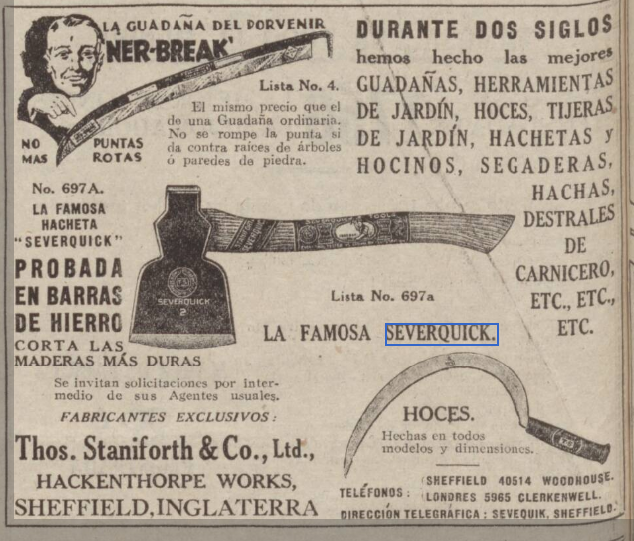 LA GUADAÑA DEL PORVENIR
'NER-BREAK'
Lista No. 4.
El mismo precio que el
de una Guadaña ordinaria.
No se rompe la punta si
da contra raíces de árboles
ó paredes de piedra.
NO MAS PUNTAS ROTAS
DURANTE DOS SIGLOS
hemos hecho las mejores
GUADAÑAS, HERRAMIENTAS
DE JARDÍN, HOCES, TIJERAS
DE JARDÍN, HACHETAS y
HOCINOS, SEGADERAS,
HACHAS,
DESTRALES
DE
CARNICERO,
ETC., ETC.,
ETC.
No. 697A.
LA FAMOSA
HACHETA
"SEVERQUICK"
PROBADA
EN BARRAS
DE HIERRO
CORTA LAS
MADERAS MÁS DURAS
SEVERQUICK
2
Lista No. 697a
LA FAMOSA SEVERQUICK.
Se invitan solicitaciones por inter-
medio de sus Agentes usuales.
FABRICANTES EXCLUSIVOS:
Thos. Staniforth & Co., Ltd.,
HACKENTHORPE WORKS,
SHEFFIELD, INGLATERRA
HOCES.
Hechas en todos
modelos y dimensiones.
TELÉFONOS: SHEFFIELD 40514 WOODHOUSE.
LONDRES 5965 CLERKENWELL.
DIRECCIÓN TELEGRÁFICA: SEVEQUIK, SHEFFIELD.